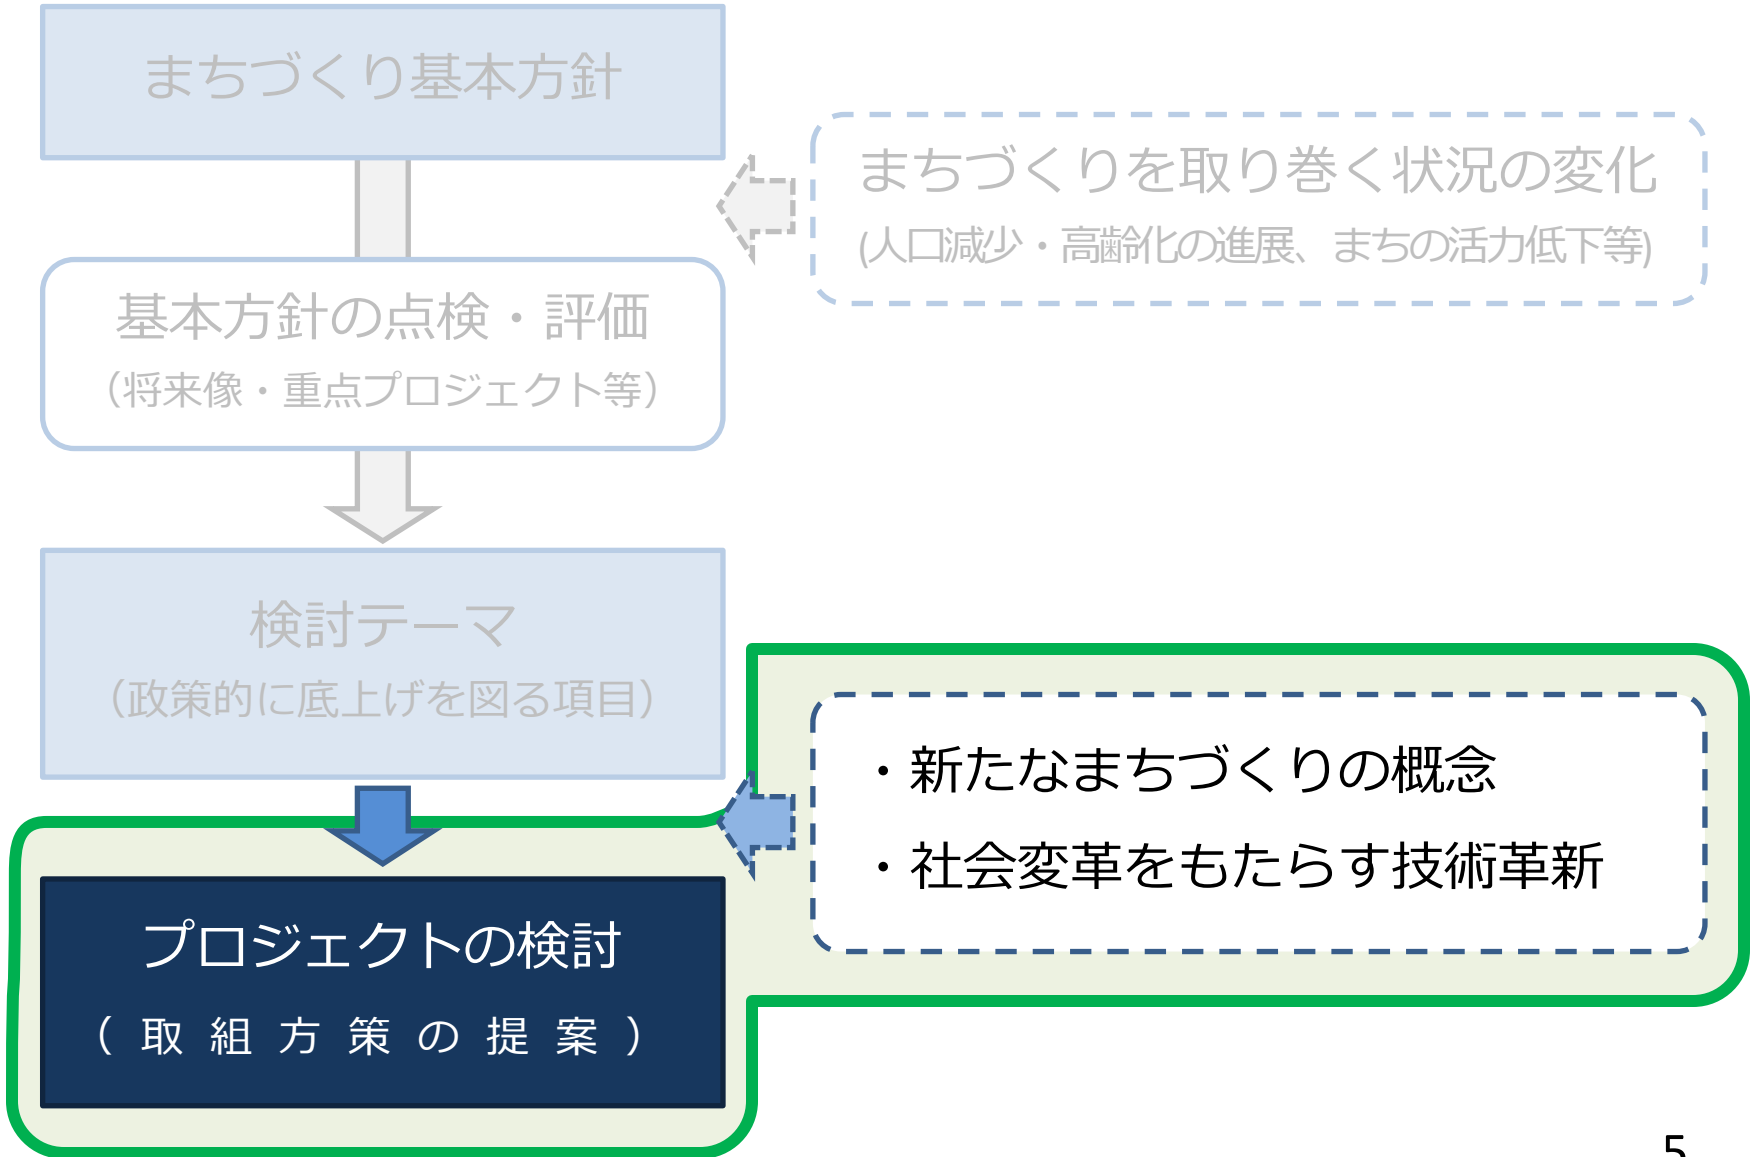 まちづくり基本方針
まちづくりを取り巻く状況の変化
(人口減少・高齢化の進展、まちの活力低下等)
基本方針の点検・評価
（将来像・重点プロジェクト等）
検討テーマ
（政策的に底上げを図る項目）
・新たなまちづくりの概念
・社会変革をもたらす技術革新
プロジェクトの検討
（取組方策の提案）
5